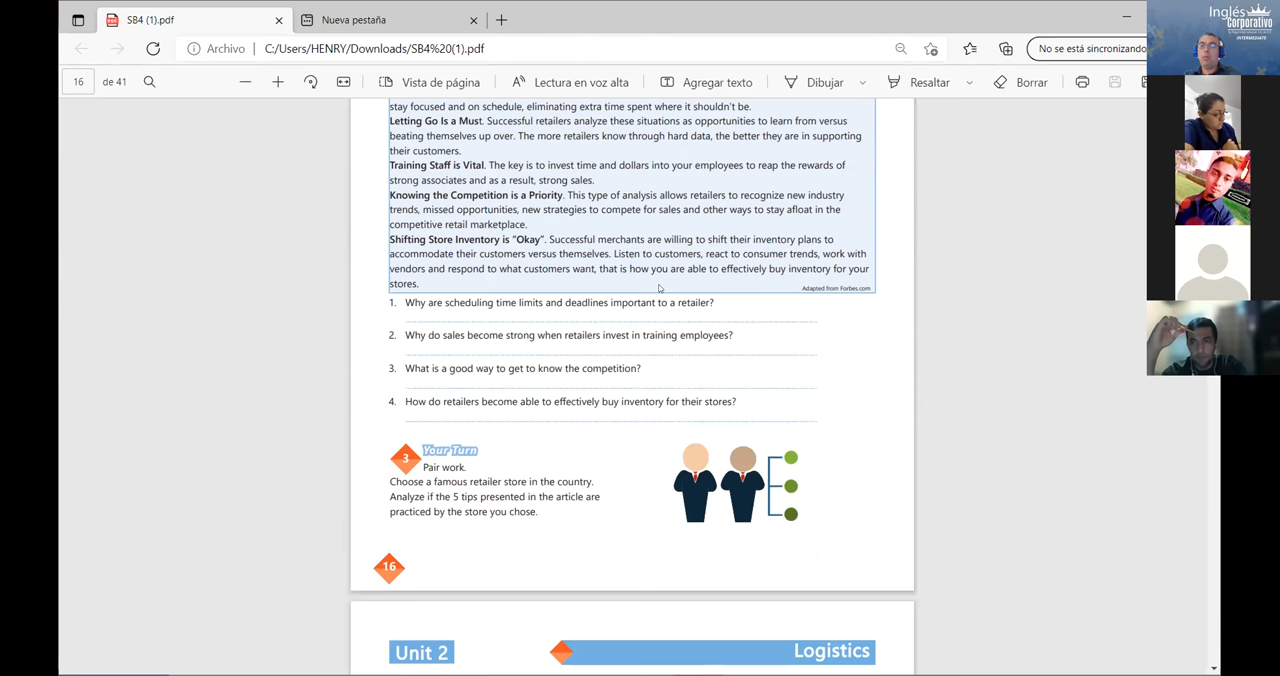 SB4 (1).pdf
Nueva pestaña
Archivo
C:/Users/HENRY/Downloads/SB4%20(1).pdf
No se está sincronizando
16
de 41
Vista de página
Lectura en voz alta
Agregar texto
Dibujar
Resaltar
Borrar
Inglés
Corporativo
INTERMEDIATE
stay focused and on schedule, eliminating extra time spent where it shouldn't be.
Letting Go Is a Must. Successful retailers analyze these situations as opportunities to learn from versus
beating themselves up over. The more retailers know through hard data, the better they are in supporting
their customers.
Training Staff is Vital. The key is to invest time and dollars into your employees to reap the rewards of
strong associates and as a result, strong sales.
Knowing the Competition is a Priority. This type of analysis allows retailers to recognize new industry
trends, missed opportunities, new strategies to compete for sales and other ways to stay afloat in the
competitive retail marketplace.
Shifting Store Inventory is “Okay”. Successful merchants are willing to shift their inventory plans to
accommodate their customers versus themselves. Listen to customers, react to consumer trends, work with
vendors and respond to what customers want, that is how you are able to effectively buy inventory for your
stores.
Adapted from Forbes.com
1. Why are scheduling time limits and deadlines important to a retailer?
2. Why do sales become strong when retailers invest in training employees?
3. What is a good way to get to know the competition?
4. How do retailers become able to effectively buy inventory for their stores?
3
Your Turn
Pair work.
Choose a famous retailer store in the country.
Analyze if the 5 tips presented in the article are
practiced by the store you chose.
16
Unit 2
Logistics